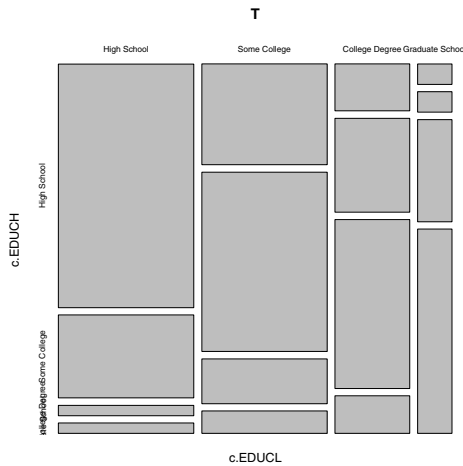 T
High School
Some College
College Degree
Graduate Schoo
c.EDUCH
High School
Some College
c.EDUCL